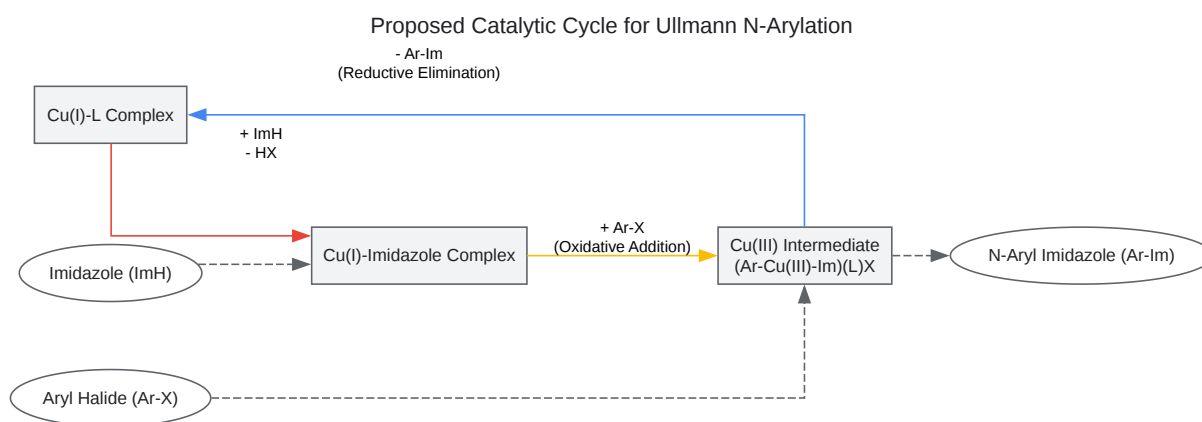 Proposed Catalytic Cycle for Ullmann N-Arylation
- Ar-Im
(Reductive Elimination)
Cu(I)-L Complex
+ ImH
- HX
Imidazole (ImH)
Cu(I)-Imidazole Complex
+ Ar-X
(Oxidative Addition)
Cu(III) Intermediate
(Ar-Cu(III)-Im)(L)X
N-Aryl Imidazole (Ar-Im)
Aryl Halide (Ar-X)